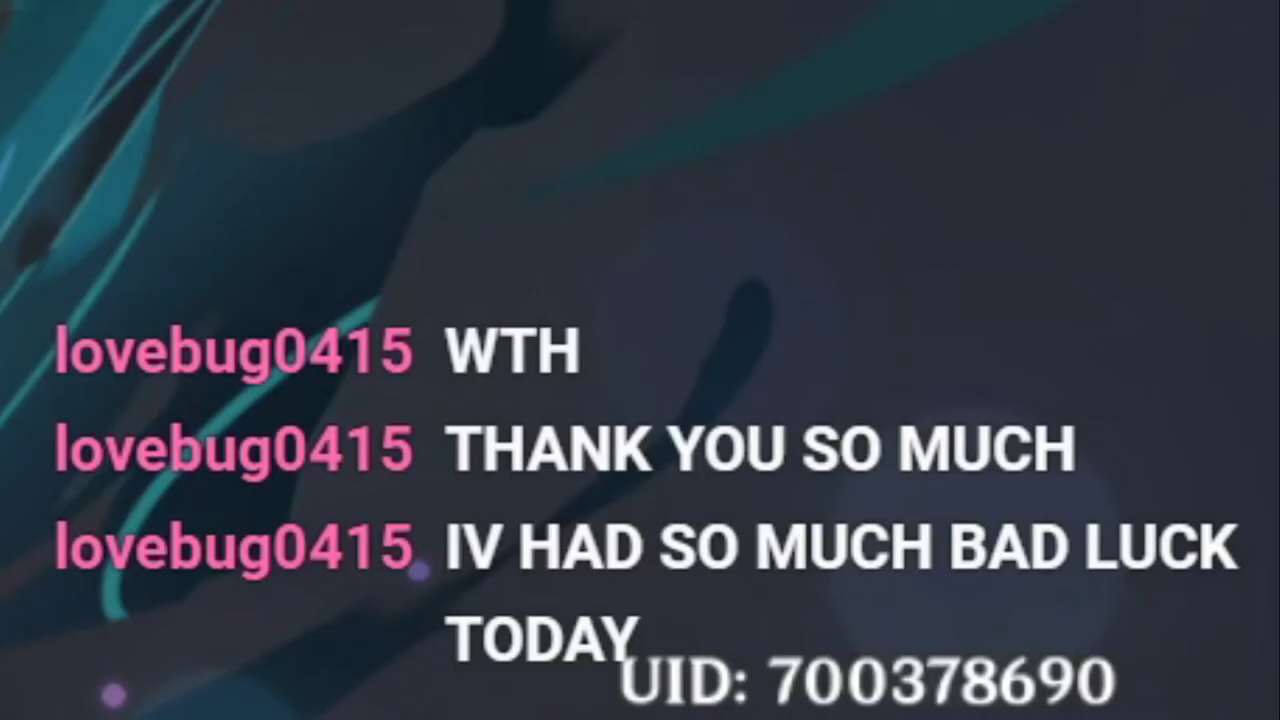 lovebug0415 WTH
lovebug0415 THANK YOU SO MUCH
lovebug0415 IV HAD SO MUCH BAD LUCK
TODAY
UID: 700378690